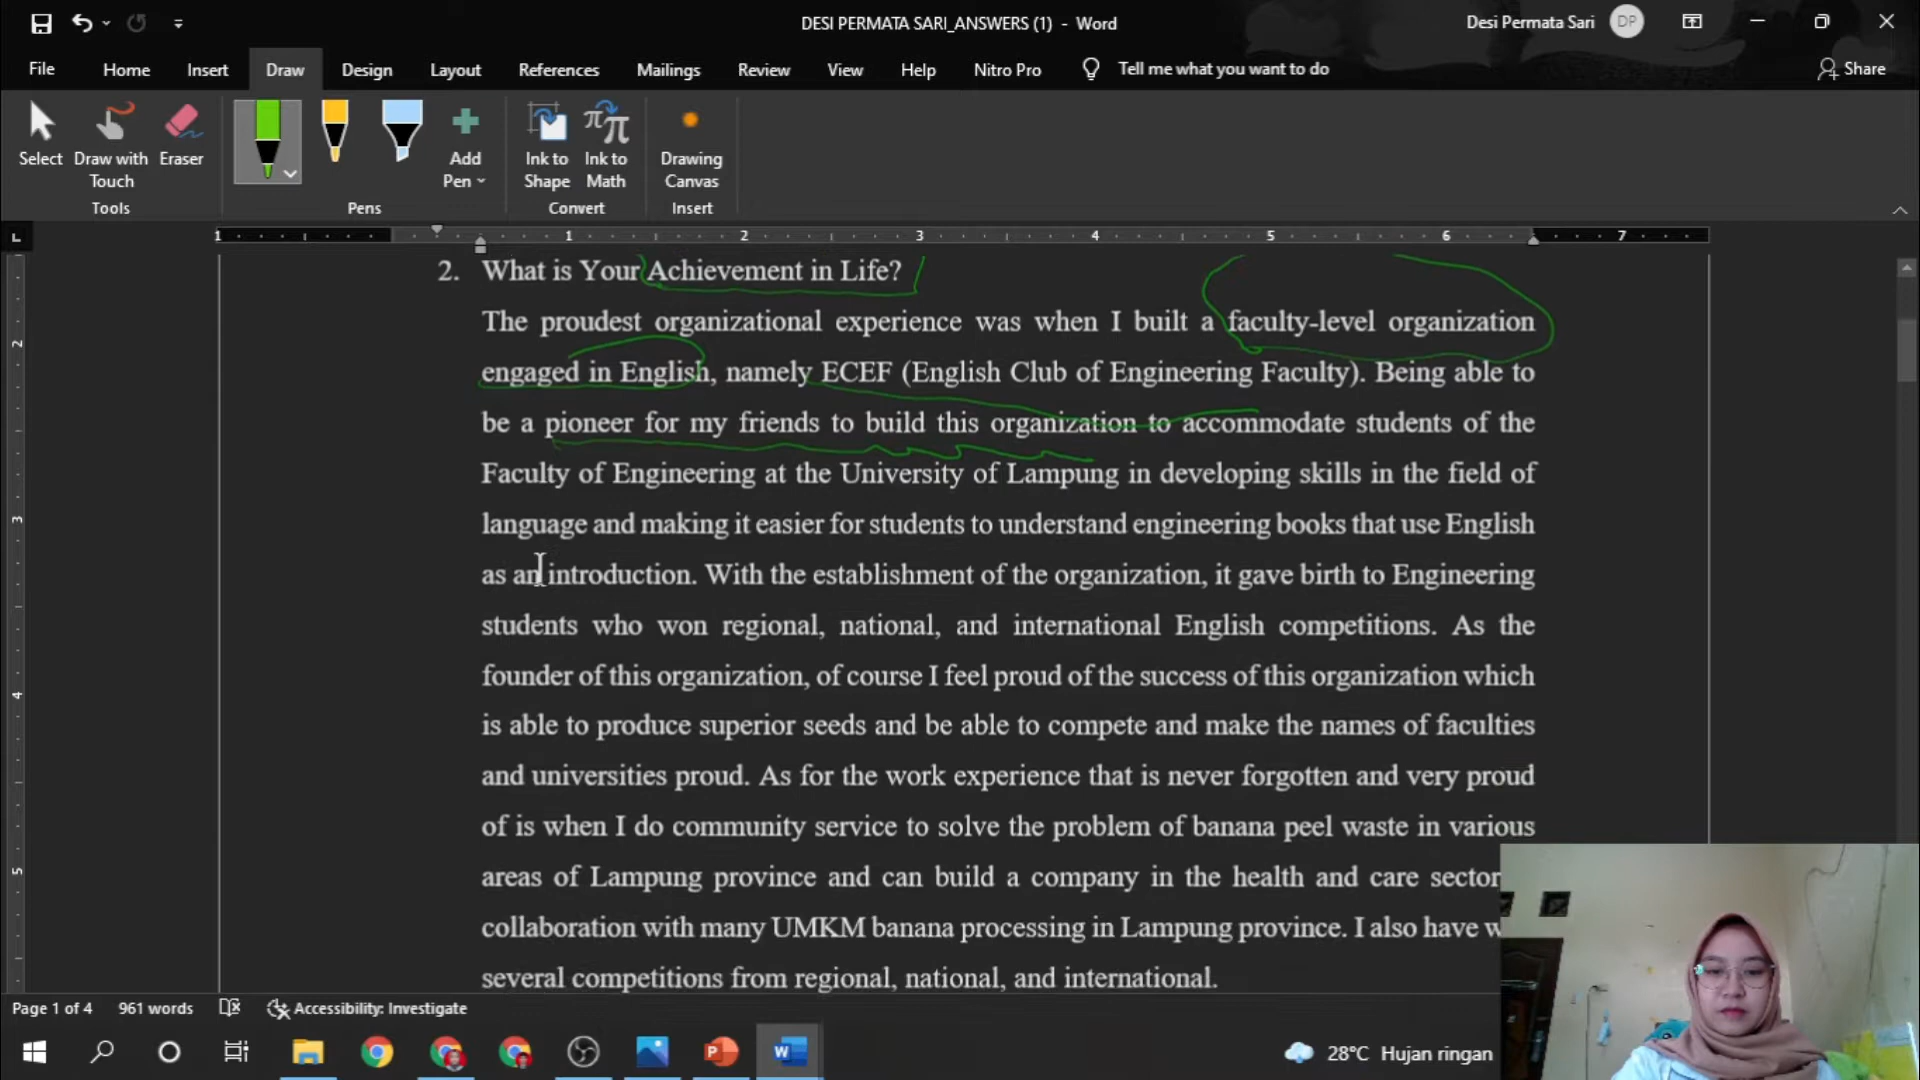 DESI PERMATA SARI_ANSWERS (1) - Word
Desi Permata Sari
DP
File
Home
Insert
Draw
Design
Layout
References
Mailings
Review
View
Help
Nitro Pro
Tell me what you want to do
Share
Select
Draw with Touch
Eraser
Add Pen
Ink to Shape
Ink to Math
Drawing Canvas
Tools
Pens
Convert
Insert
L
1 1 2 3 4 5 6 7
2
3
4
5
2. What is Your Achievement in Life?
The proudest organizational experience was when I built a faculty-level organization
engaged in English, namely ECEF (English Club of Engineering Faculty). Being able to
be a pioneer for my friends to build this organization to accommodate students of the
Faculty of Engineering at the University of Lampung in developing skills in the field of
language and making it easier for students to understand engineering books that use English
as an introduction. With the establishment of the organization, it gave birth to Engineering
students who won regional, national, and international English competitions. As the
founder of this organization, of course I feel proud of the success of this organization which
is able to produce superior seeds and be able to compete and make the names of faculties
and universities proud. As for the work experience that is never forgotten and very proud
of is when I do community service to solve the problem of banana peel waste in various
areas of Lampung province and can build a company in the health and care sector
collaboration with many UMKM banana processing in Lampung province. I also have
several competitions from regional, national, and international.
Page 1 of 4
961 words
Accessibility: Investigate
28°C Hujan ringan